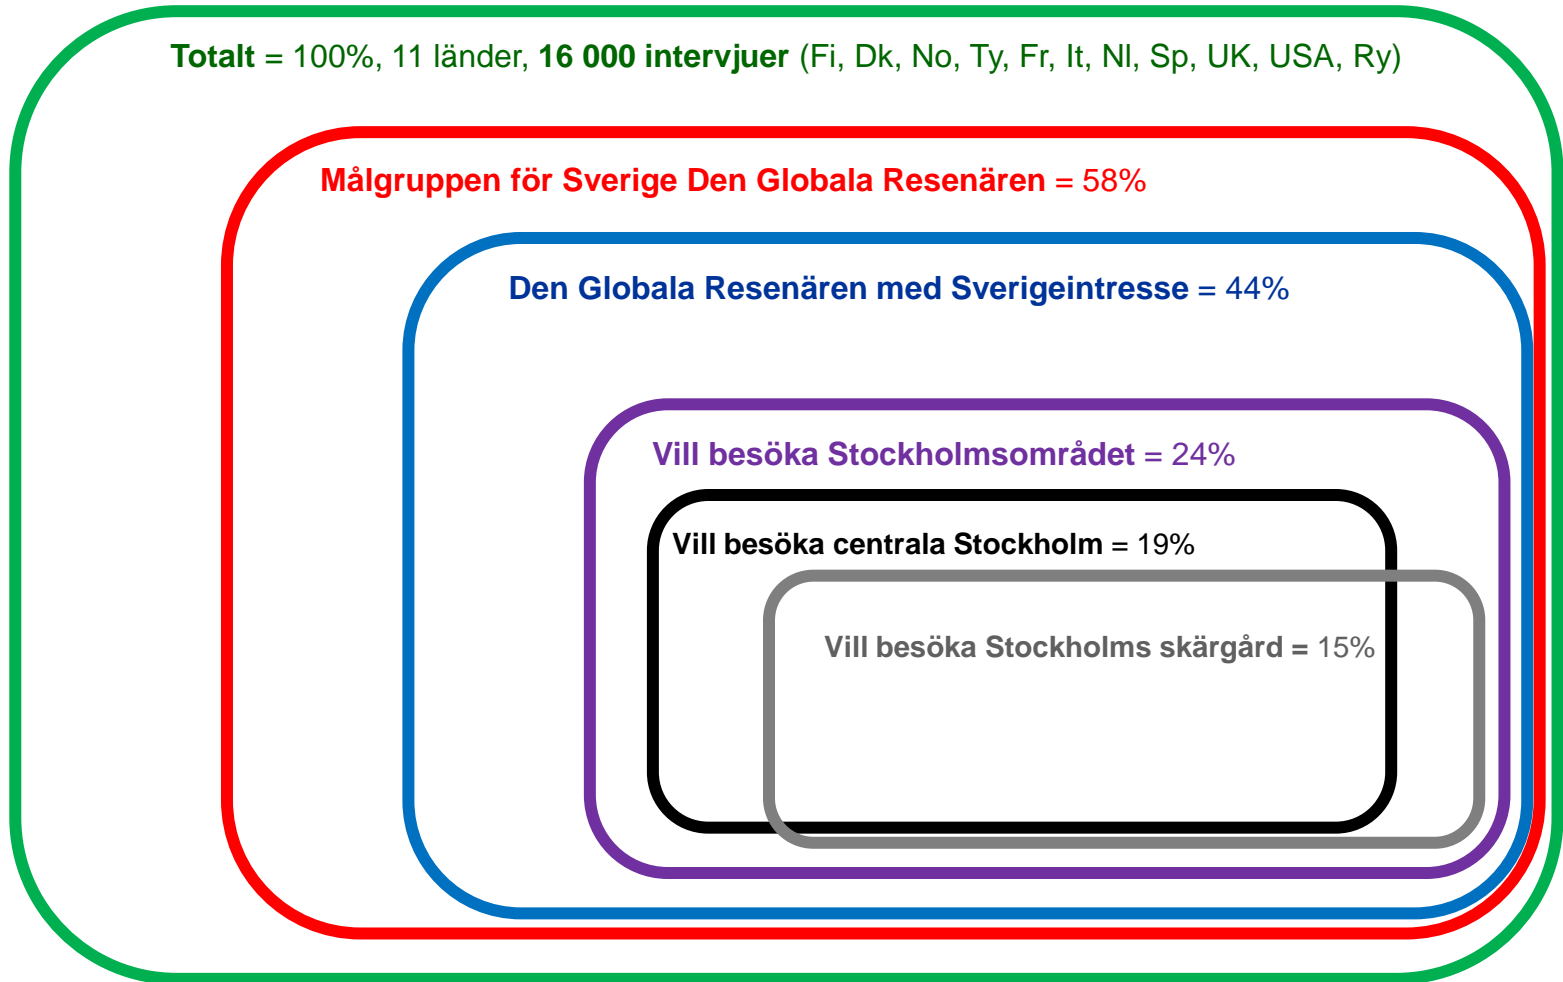 Totalt = 100%, 11 länder, 16 000 intervjuer (Fi, Dk, No, Ty, Fr, It, Nl, Sp, UK, USA, Ry)
Målgruppen för Sverige Den Globala Resenären = 58%
Den Globala Resenären med Sverigeintresse = 44%
Vill besöka Stockholmsområdet = 24%
Vill besöka centrala Stockholm = 19%
Vill besöka Stockholms skärgård = 15%